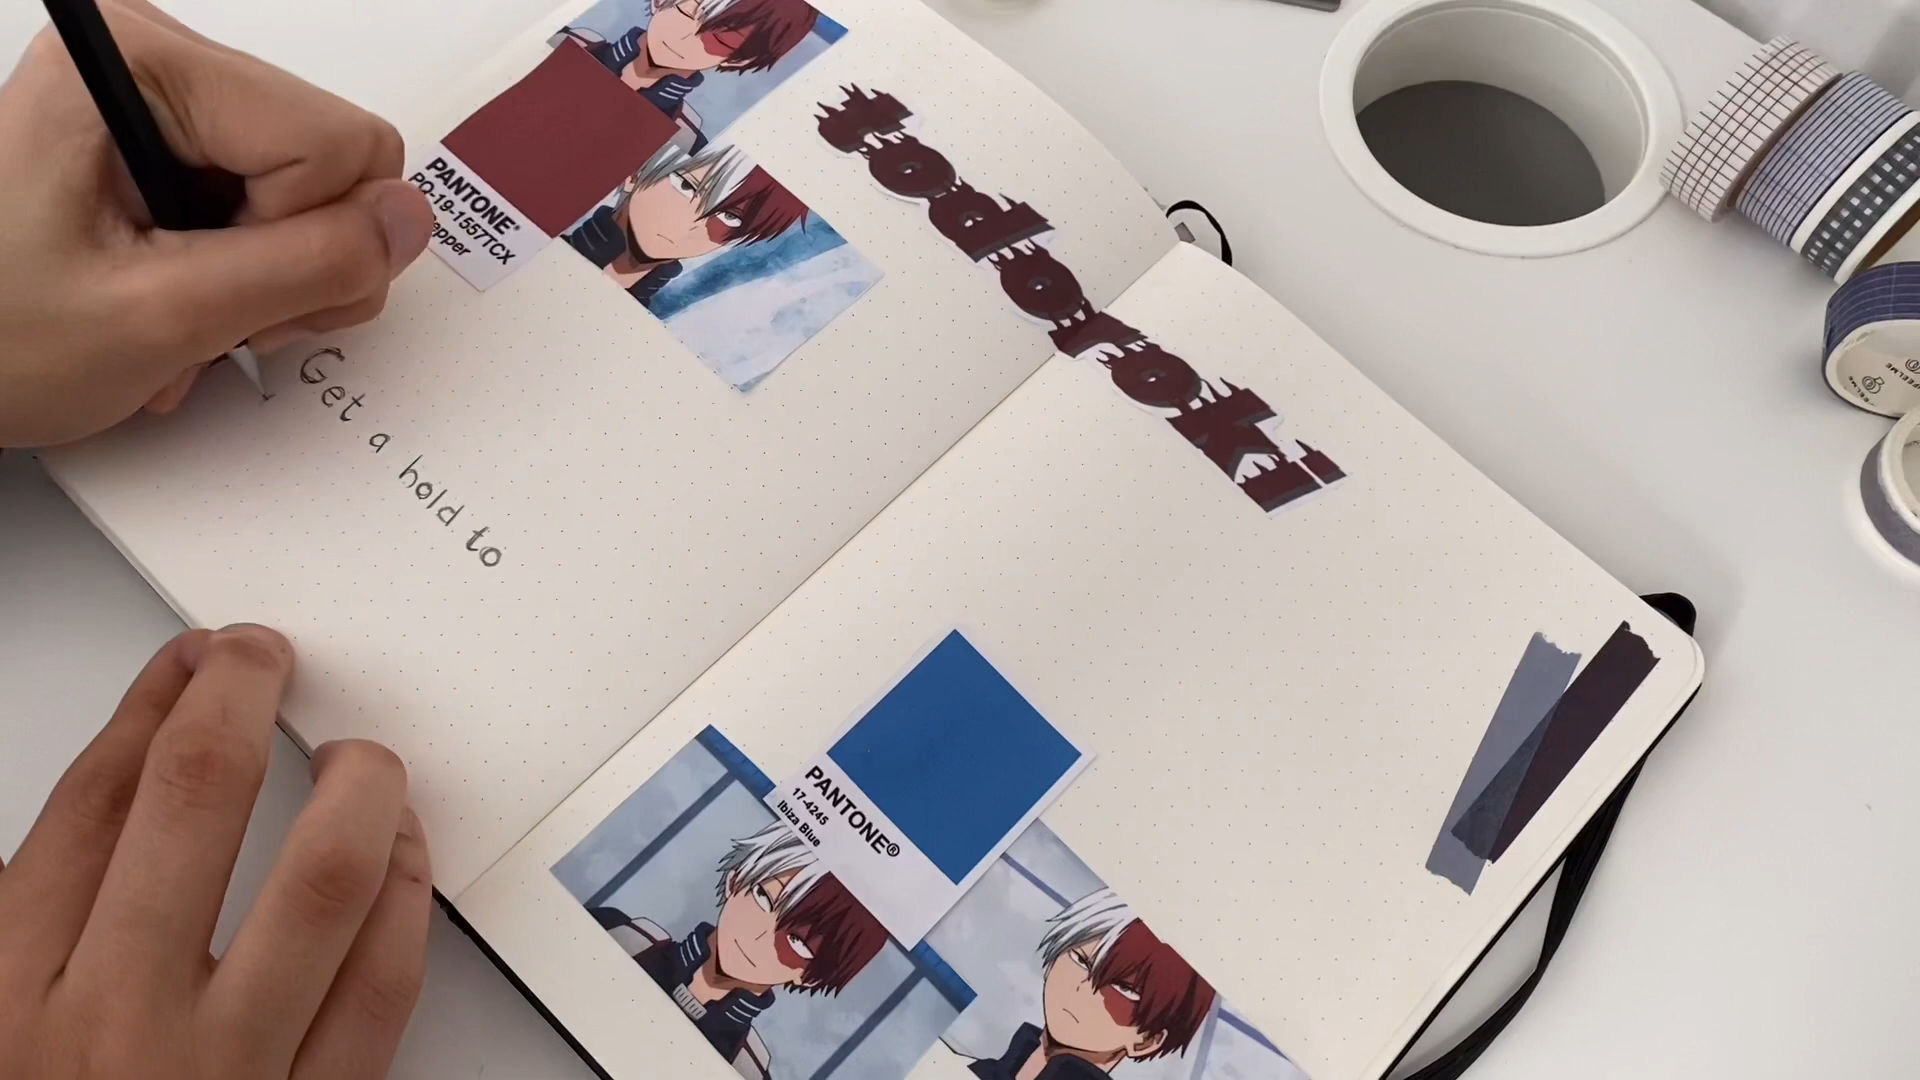 PANTONE®
PQ-19-1557TCX
todoroki
Get a hold to
PANTONE®
17-4245
Ibiza Blue